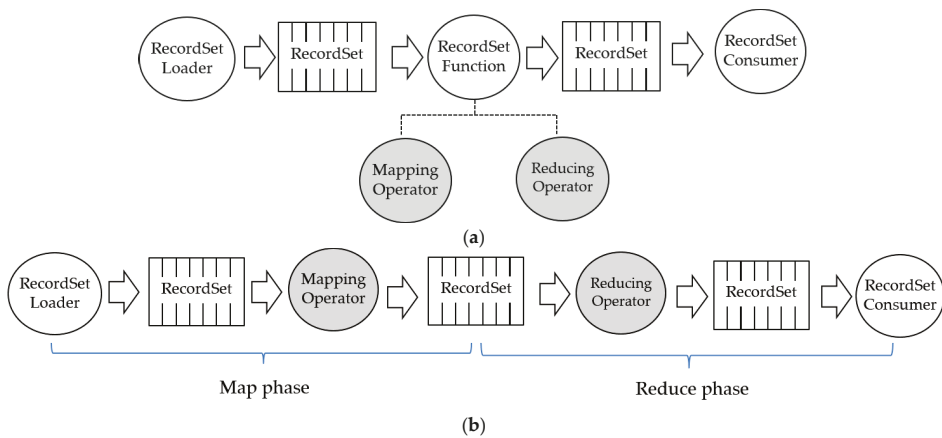 RecordSet
Loader
RecordSet
RecordSet
Function
RecordSet
RecordSet
Consumer
Mapping
Operator
Reducing
Operator
(a)
RecordSet
Loader
RecordSet
Mapping
Operator
RecordSet
Reducing
Operator
RecordSet
RecordSet
Consumer
Map phase
Reduce phase
(b)